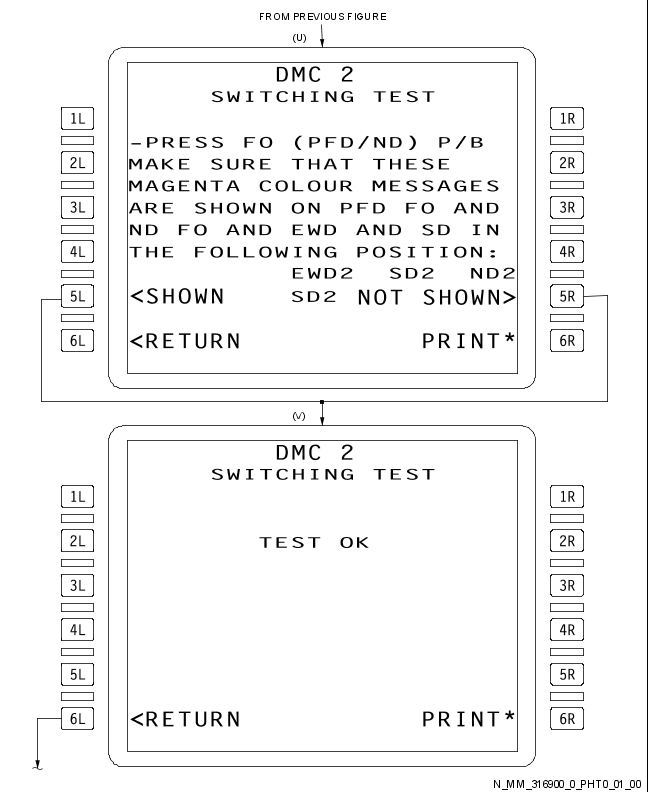 FROM PREVIOUS FIGURE
(U)
DMC 2
SWITCHING TEST
1L 1R
-PRESS FO (PFD/ND) P/B
2L MAKE SURE THAT THESE 2R
MAGENTA COLOUR MESSAGES
3L ARE SHOWN ON PFD FO AND 3R
ND FO AND EWD AND SD IN
4L THE FOLLOWING POSITION: 4R
EWD2 SD2 ND2
5L <SHOWN SD2 NOT SHOWN> 5R
6L <RETURN PRINT* 6R
(V)
DMC 2
SWITCHING TEST
1L 1R
2L TEST OK 2R
3L 3R
4L 4R
5L 5R
6L <RETURN PRINT* 6R
N_MM_316900_0_PHT0_01_00